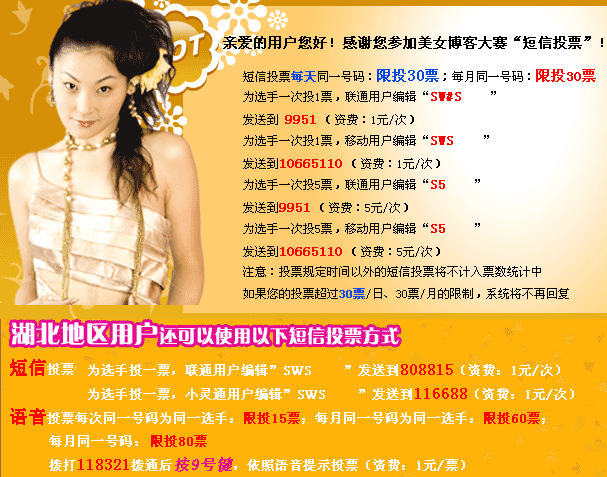 OT
亲爱的用户您好！感谢您参加美女博客大赛“短信投票”！
短信投票每天同一号码：限投30票；每月同一号码：限投30票
为选手一次投1票，联通用户编辑“SW#S　　”
发送到 9951（资费：1元/次）
为选手一次投1票，移动用户编辑“SWS　　”
发送到10665110（资费：1元/次）
为选手一次投5票，联通用户编辑“S5　　”
发送到9951（资费：5元/次）
为选手一次投5票，移动用户编辑“S5　　”
发送到10665110（资费：5元/次）
注意：投票规定时间以外的短信投票将不计入票数统计中
如果您的投票超过30票/日、30票/月的限制，系统将不再回复
湖北地区用户还可以使用以下短信投票方式
短信投票　为选手投一票，联通用户编辑”SWS　　”发送到808815（资费：1元/次）
为选手投一票，小灵通用户编辑”SWS　　”发送到116688（资费：1元/次）
语音投票每次同一号码为同一选手：限投15票；每月同一号码为同一选手：限投60票；
每月同一号码：限投80票
拨打118321拨通后按9号键，依照语音提示投票（资费：1元/票）